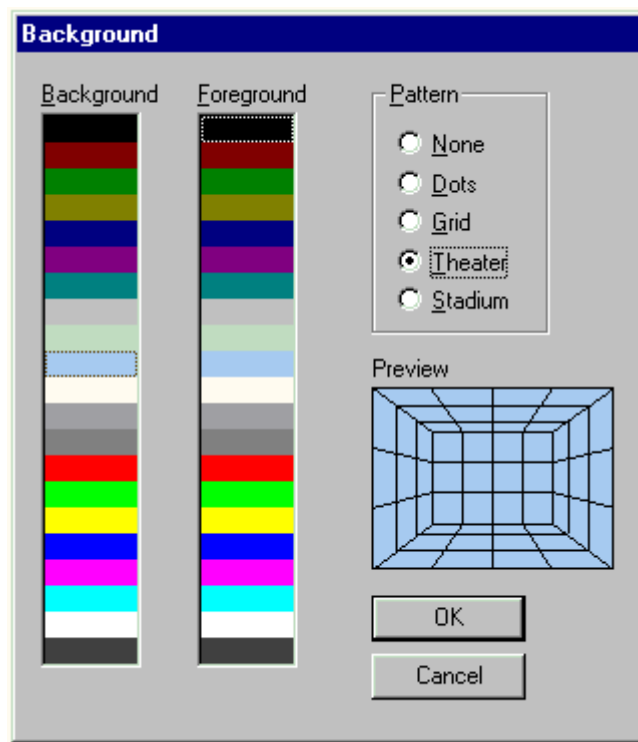 Background
Background
Foreground
Pattern
None
Dots
Grid
Theater
Stadium
Preview
OK
Cancel